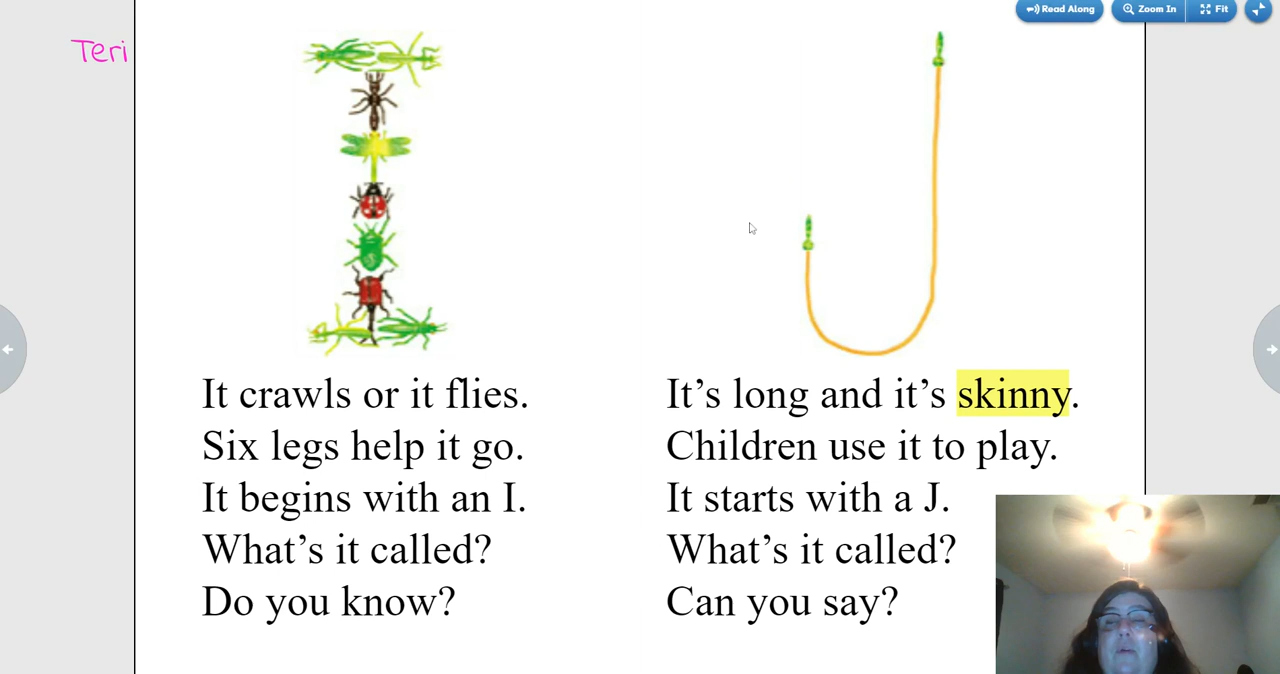 Read Along
Zoom In
Fit
Teri
It crawls or it flies.
Six legs help it go.
It begins with an I.
What's it called?
Do you know?
It's long and it's skinny.
Children use it to play.
It starts with a J.
What's it called?
Can you say?